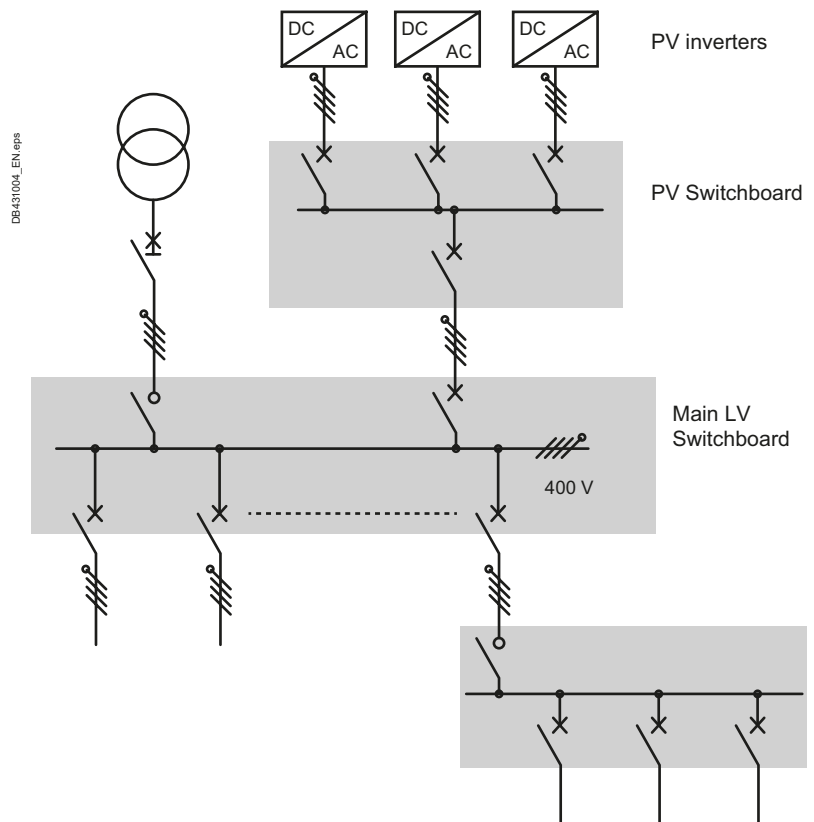 DC
AC
DC
AC
DC
AC
PV inverters
DB431004_EN.eps
PV Switchboard
Main LV
Switchboard
400 V